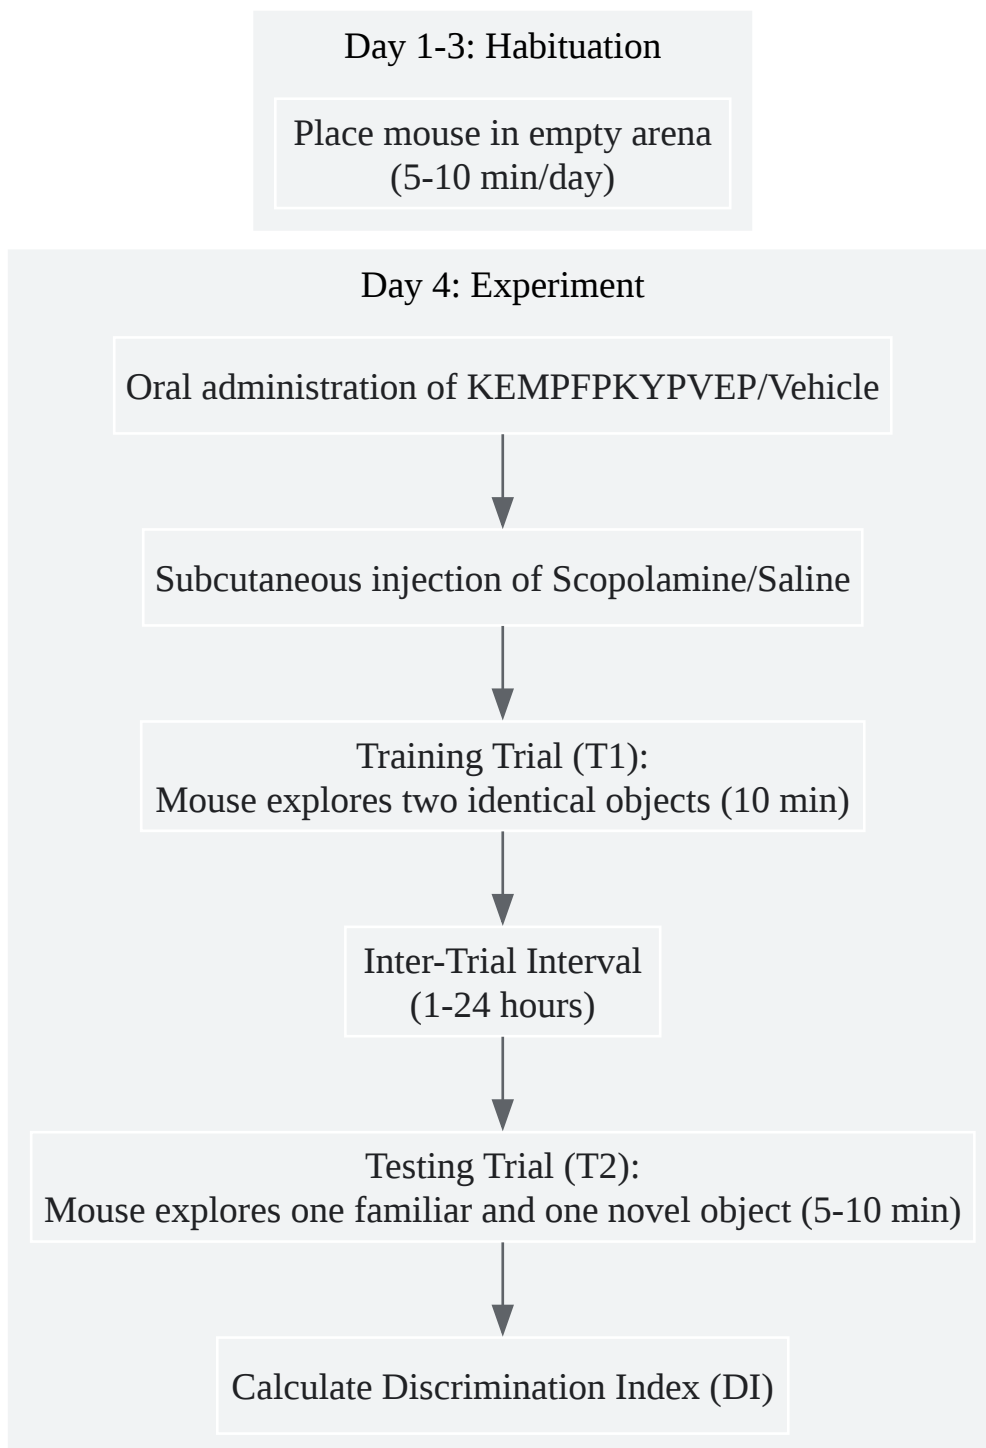 Day 1-3: Habituation
Place mouse in empty arena
(5-10 min/day)
Day 4: Experiment
Oral administration of KEMPFPKYPVEP/Vehicle
Subcutaneous injection of Scopolamine/Saline
Training Trial (T1):
Mouse explores two identical objects (10 min)
Inter-Trial Interval
(1-24 hours)
Testing Trial (T2):
Mouse explores one familiar and one novel object (5-10 min)
Calculate Discrimination Index (DI)